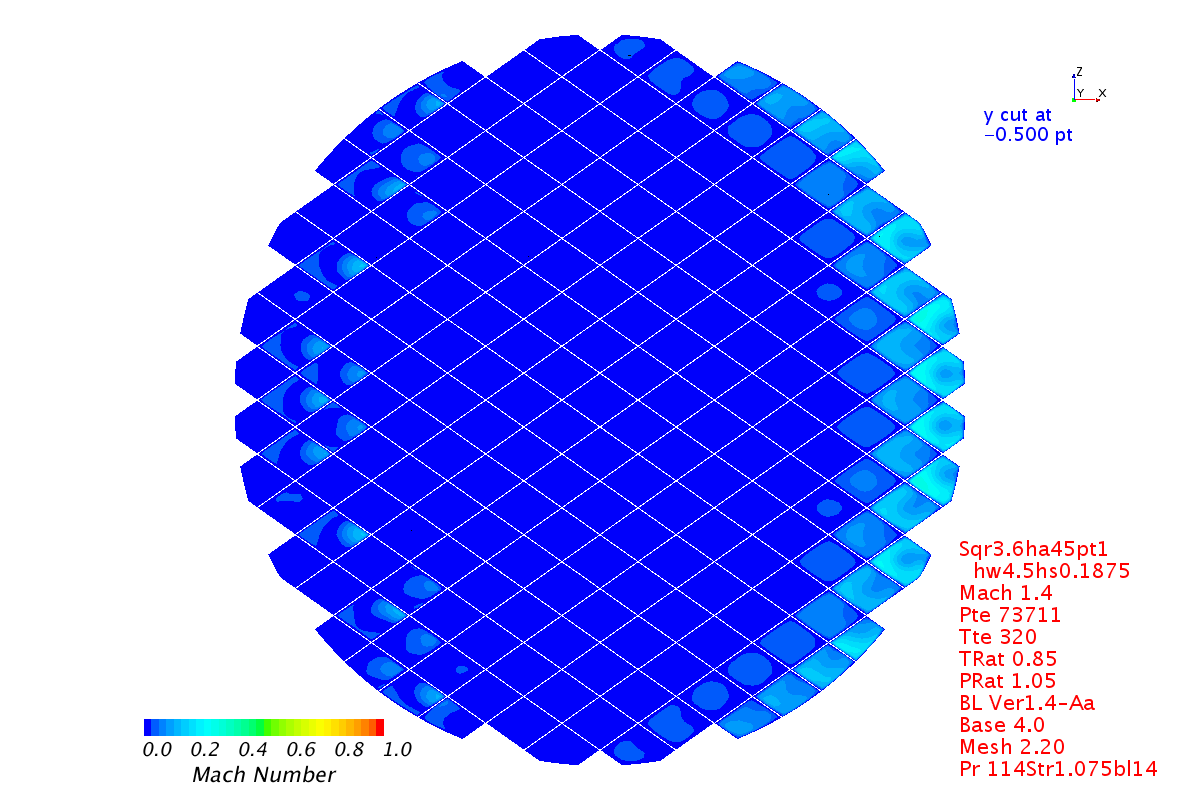 Z
Y X
y cut at
−0.500 pt
Sqr3.6ha45pt1
hw4.5hs0.1875
Mach 1.4
Pte 73711
Tte 320
TRat 0.85
PRat 1.05
BL Ver1.4−Aa
Base 4.0
Mesh 2.20
Pr 114Str1.075bl14
0.0 0.2 0.4 0.6 0.8 1.0
Mach Number